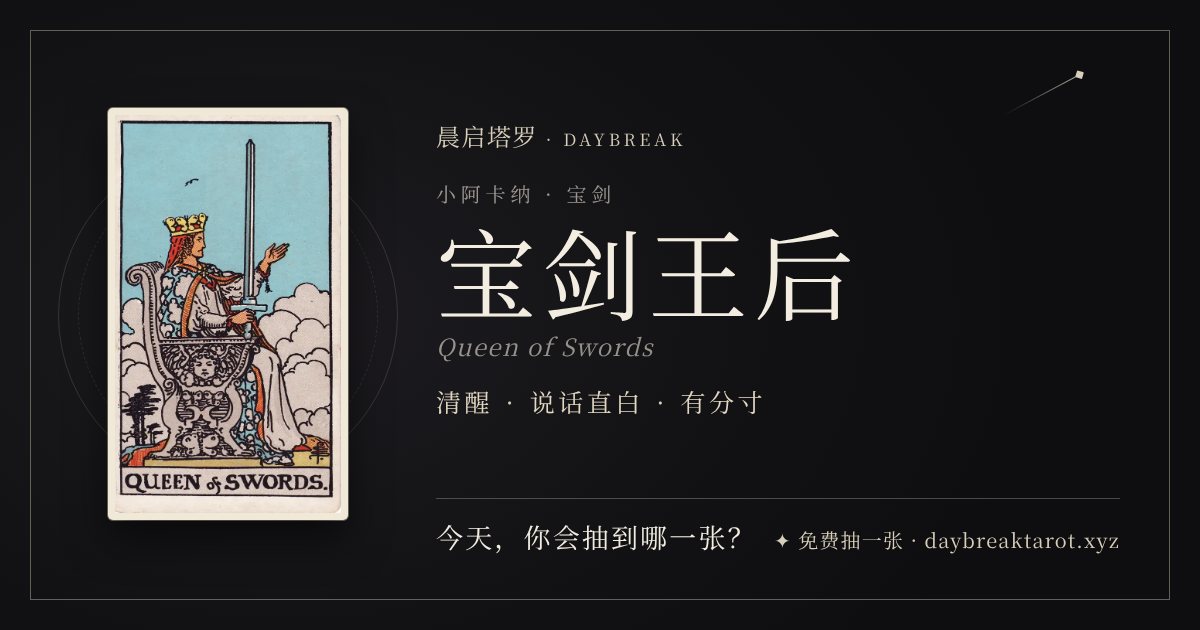 晨启塔罗 · DAYBREAK
小阿卡纳 · 宝剑
宝剑王后
Queen of Swords
清醒 · 说话直白 · 有分寸
QUEEN of SWORDS.
今天，你会抽到哪一张？
✦ 免费抽一张 · daybreaktarot.xyz